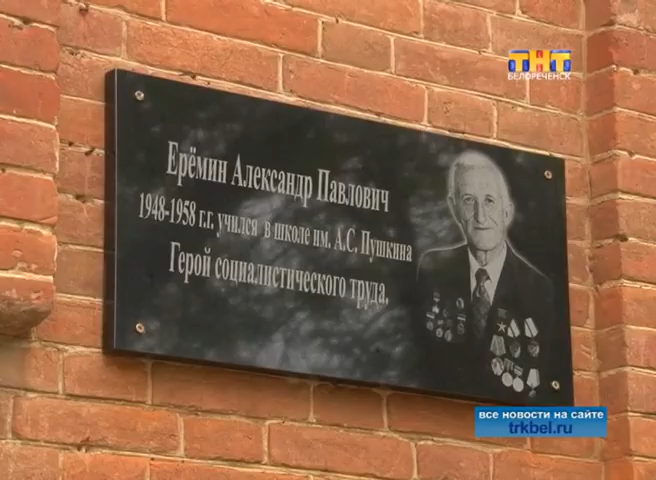 ТНТ
БЕЛОРЕЧЕНСК
Ерёмин Александр Павлович
1948-1958 г.г. учился в школе им. А.С. Пушкина
Герой социалистического труда.
все новости на сайте
trkbel.ru